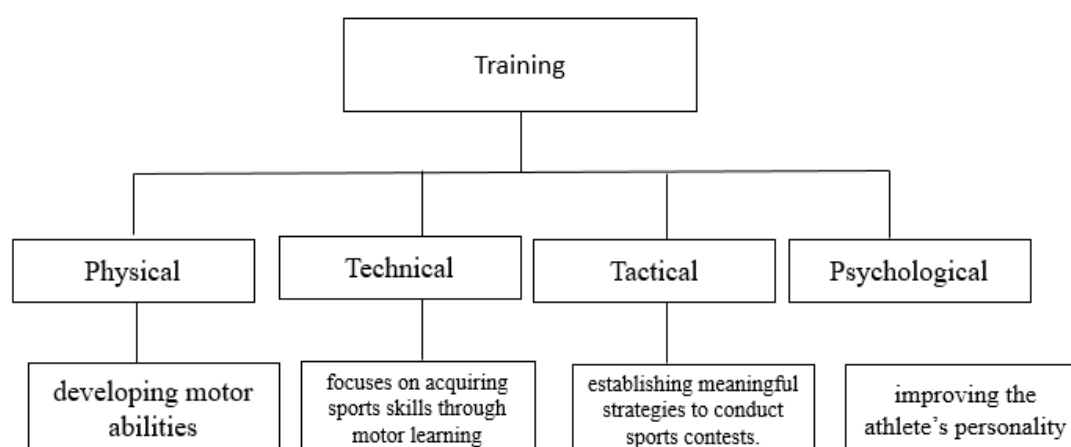 Training
Physical
Technical
Tactical
Psychological
developing motor
abilities
focuses on acquiring
sports skills through
motor learning
establishing meaningful
strategies to conduct
sports contests.
improving the
athlete’s personality